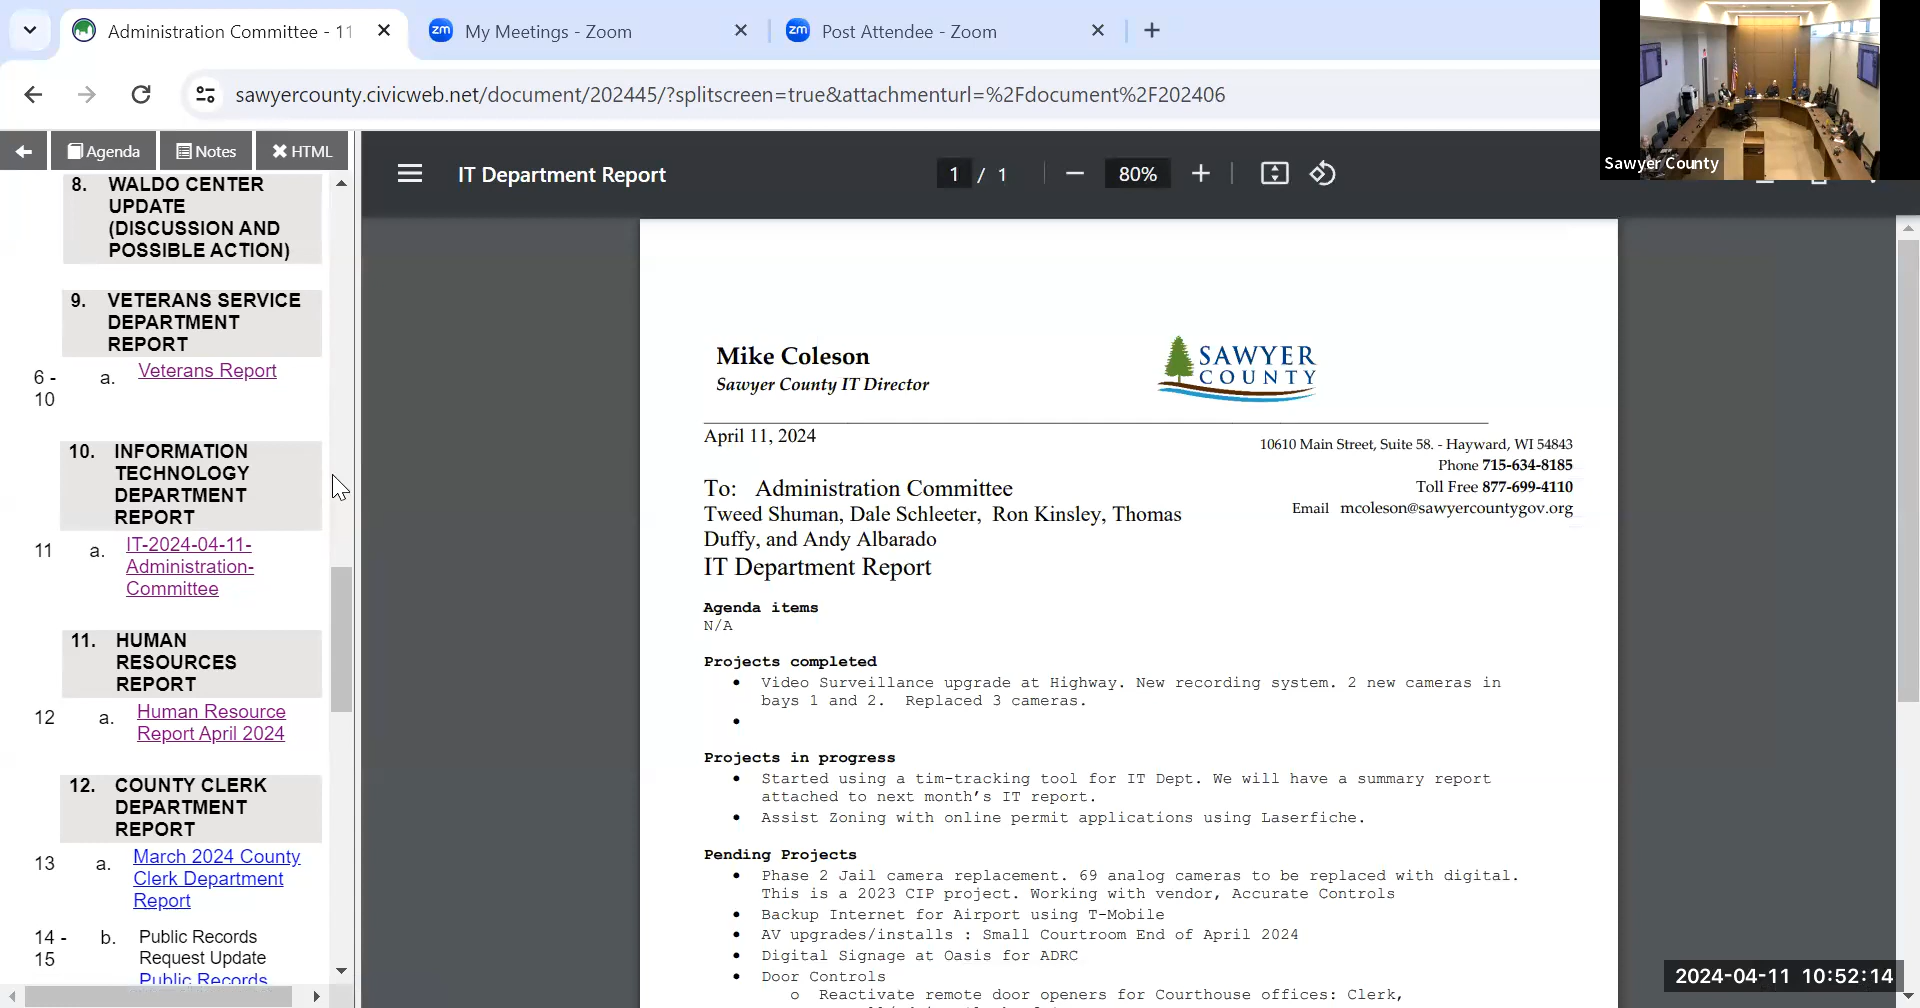 Administration Committee - 11
My Meetings - Zoom
Post Attendee - Zoom
sawyercounty.civicweb.net/document/202445/?splitscreen=true&attachmenturl=%2Fdocument%2F202406
Sawyer County
Agenda
Notes
HTML
IT Department Report
1 / 1
80%
8. WALDO CENTER
UPDATE
(DISCUSSION AND
POSSIBLE ACTION)
9. VETERANS SERVICE
DEPARTMENT
REPORT
6 - a. Veterans Report
10
10. INFORMATION
TECHNOLOGY
DEPARTMENT
REPORT
11 a. IT-2024-04-11-
Administration-
Committee
11. HUMAN
RESOURCES
REPORT
12 a. Human Resource
Report April 2024
12. COUNTY CLERK
DEPARTMENT
REPORT
13 a. March 2024 County
Clerk Department
Report
14 - b. Public Records
15 Request Update
Public Records
Mike Coleson
Sawyer County IT Director
SAWYER
COUNTY
April 11, 2024
10610 Main Street, Suite 58. - Hayward, WI 54843
Phone 715-634-8185
Toll Free 877-699-4110
Email mcoleson@sawyercountygov.org
To: Administration Committee
Tweed Shuman, Dale Schleeter, Ron Kinsley, Thomas
Duffy, and Andy Albarado
IT Department Report
Agenda items
N/A
Projects completed
• Video Surveillance upgrade at Highway. New recording system. 2 new cameras in
bays 1 and 2. Replaced 3 cameras.
•
Projects in progress
• Started using a tim-tracking tool for IT Dept. We will have a summary report
attached to next month's IT report.
• Assist Zoning with online permit applications using Laserfiche.
Pending Projects
• Phase 2 Jail camera replacement. 69 analog cameras to be replaced with digital.
This is a 2023 CIP project. Working with vendor, Accurate Controls
• Backup Internet for Airport using T-Mobile
• AV upgrades/installs : Small Courtroom End of April 2024
• Digital Signage at Oasis for ADRC
• Door Controls
o Reactivate remote door openers for Courthouse offices: Clerk,
2024-04-11 10:52:14